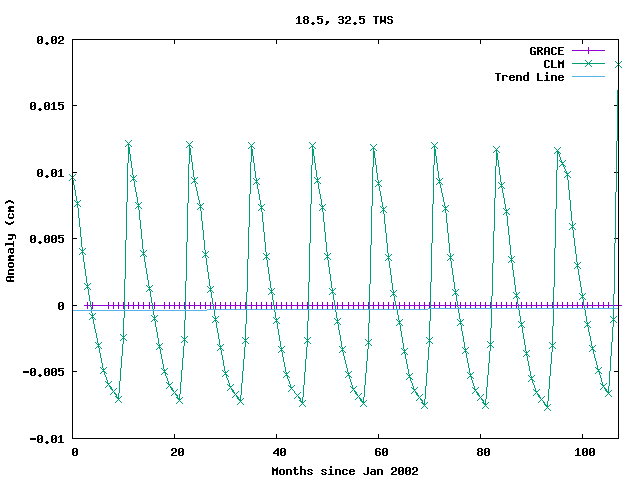 18.5, 32.5 TWS
GRACE
CLM
Trend Line
0.02
0.015
0.01
0.005
0
-0.005
-0.01
Anomaly (cm)
0 20 40 60 80 100
Months since Jan 2002